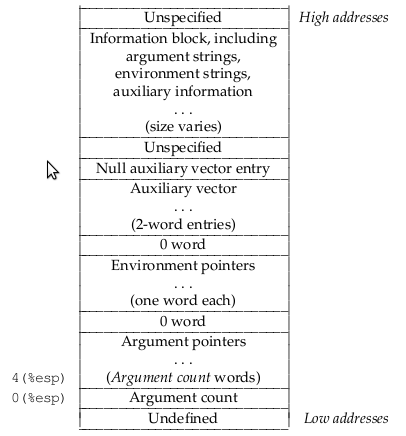 Unspecified High addresses
Information block, including
argument strings,
environment strings,
auxiliary information
. . .
(size varies)
Unspecified
Null auxiliary vector entry
Auxiliary vector
. . .
(2-word entries)
0 word
Environment pointers
. . .
(one word each)
0 word
Argument pointers
. . .
4(%esp) (Argument count words)
0(%esp) Argument count
Undefined Low addresses